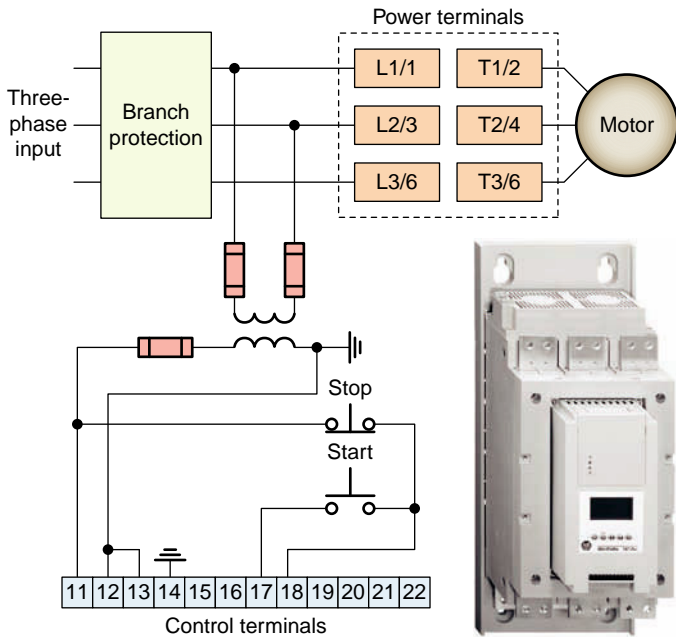 Power terminals
Three-
phase
input
Branch
protection
L1/1
T1/2
L2/3
T2/4
L3/6
T3/6
Motor
Stop
Start
11 12 13 14 15 16 17 18 19 20 21 22
Control terminals